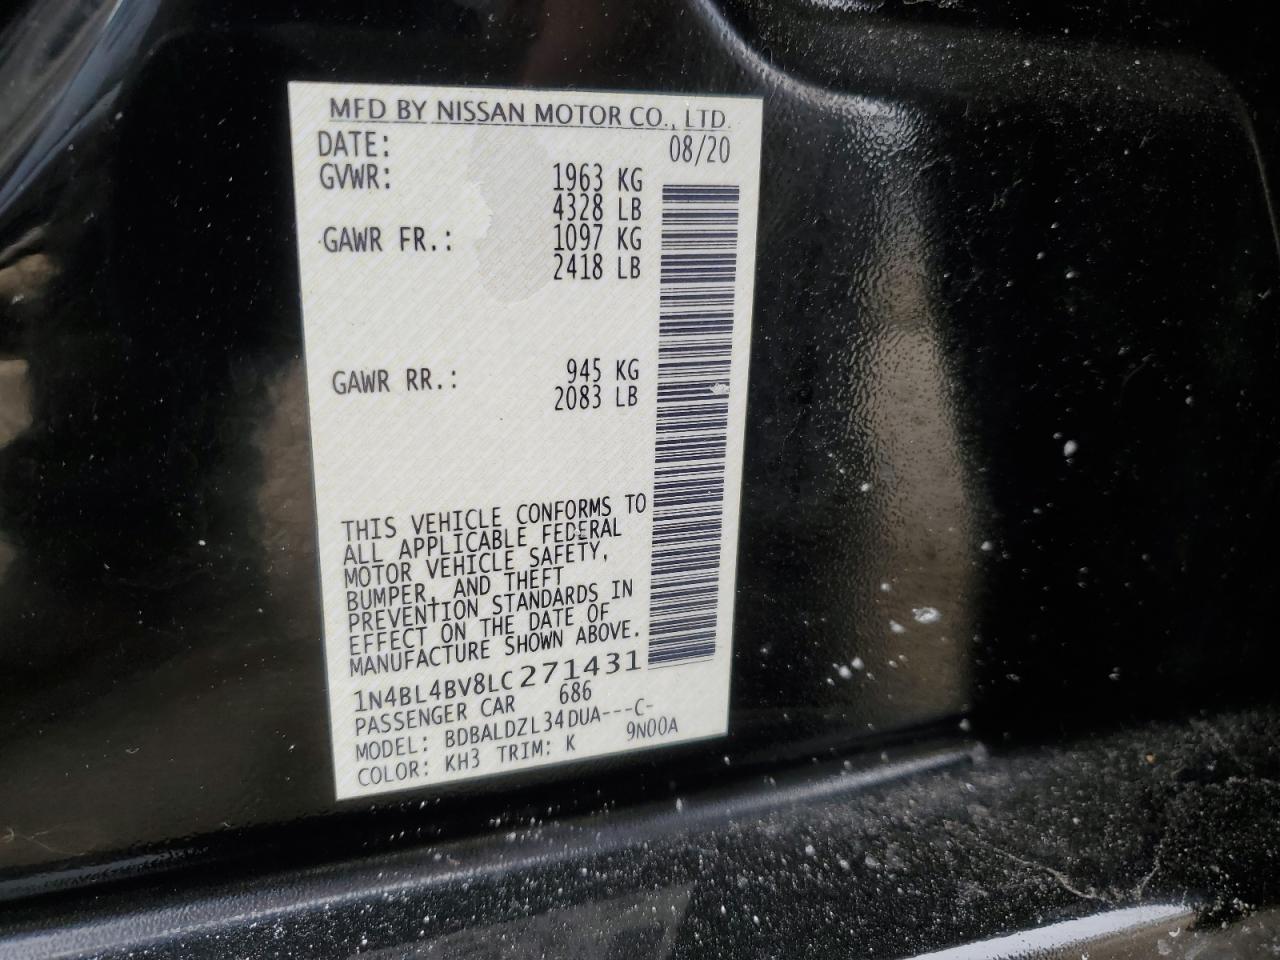 MFD BY NISSAN MOTOR CO., LTD.
DATE: 08/20
GVWR: 1963 KG
4328 LB
GAWR FR.: 1097 KG
2418 LB
GAWR RR.: 945 KG
2083 LB
THIS VEHICLE CONFORMS TO
ALL APPLICABLE FEDERAL
MOTOR VEHICLE SAFETY,
BUMPER, AND THEFT
PREVENTION STANDARDS IN
EFFECT ON THE DATE OF
MANUFACTURE SHOWN ABOVE.
1N4BL4BV8LC271431
PASSENGER CAR 686
MODEL: BDBALDZL34DUA---C-
COLOR: KH3 TRIM: K 9N00A